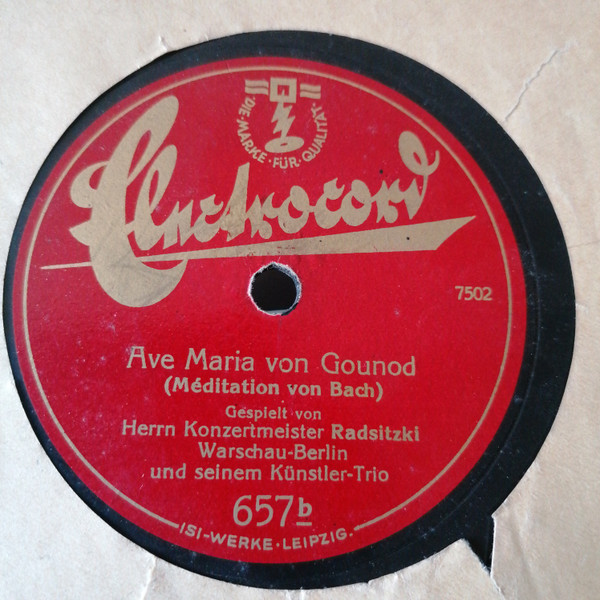 ·DIE·MARKE·FÜR·QUALITÄT·
Electrocord
7502
Ave Maria von Gounod
(Méditation von Bach)
Gespielt von
Herrn Konzertmeister Radsitzki
Warschau-Berlin
und seinem Künstler-Trio
657b
ISI-WERKE·LEIPZIG.